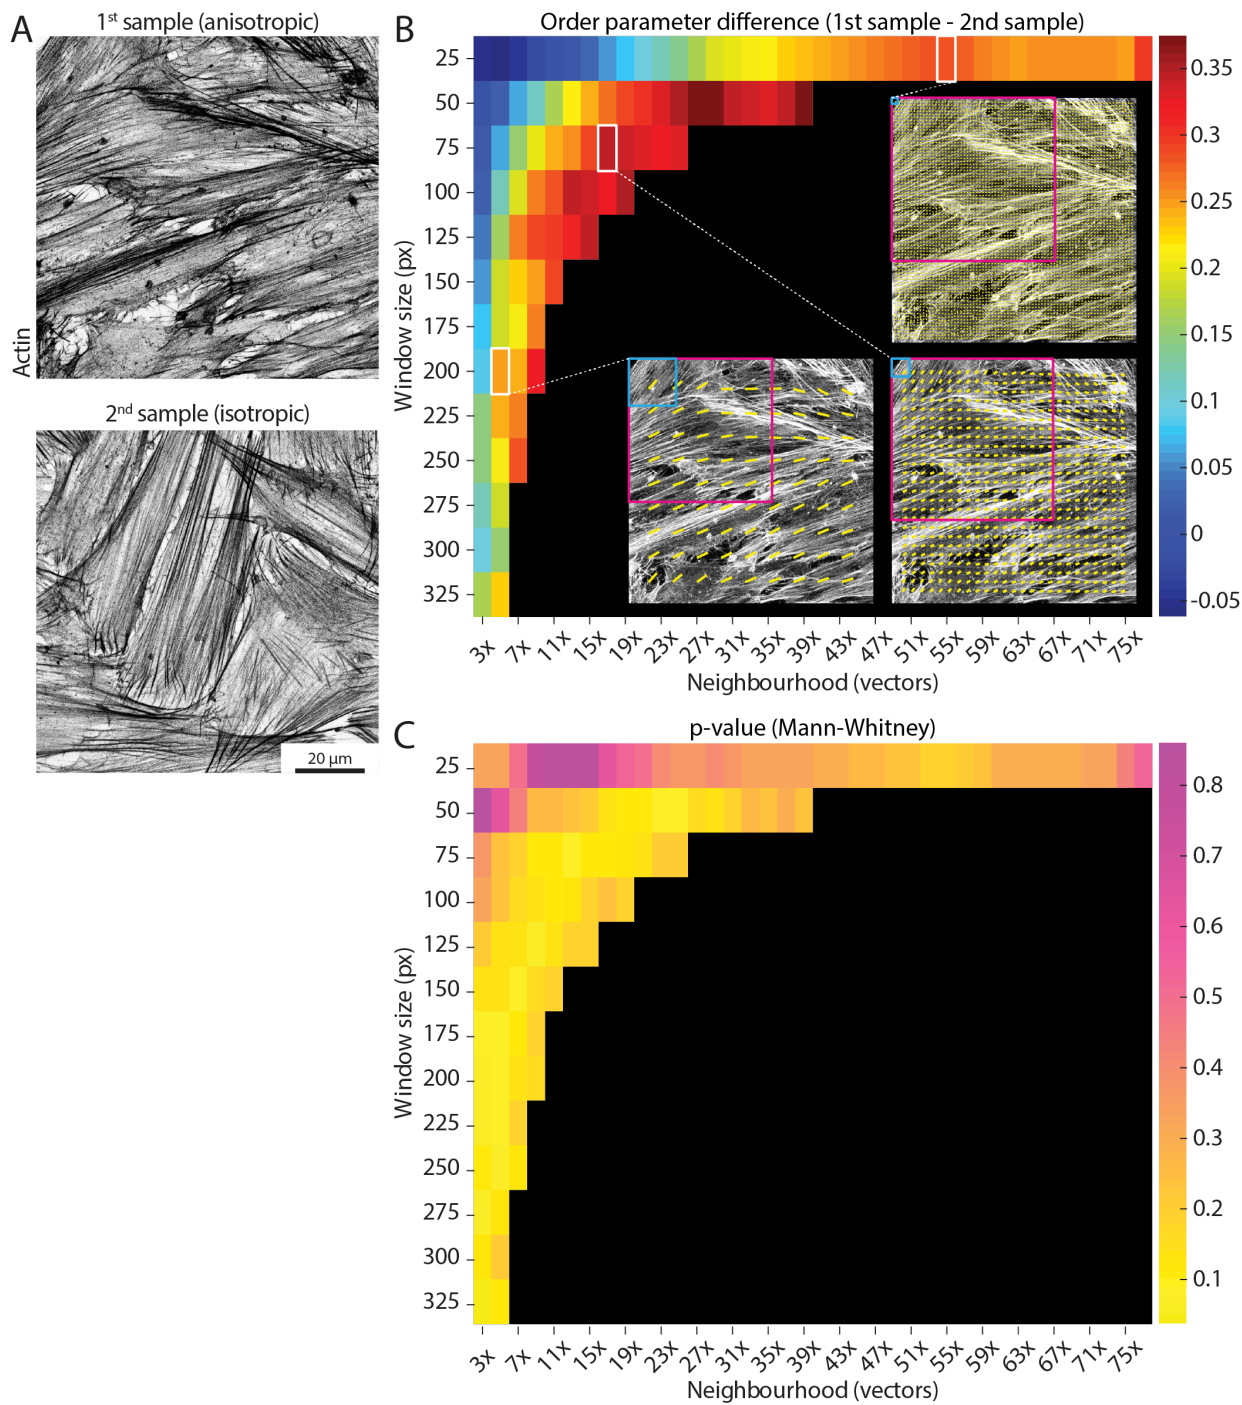 A
1st sample (anisotropic)
Actin
2nd sample (isotropic)
20 µm
B
Order parameter difference (1st sample - 2nd sample)
Window size (px)
25
50
75
100
125
150
175
200
225
250
275
300
325
3x 7x 11x 15x 19x 23x 27x 31x 35x 39x 43x 47x 51x 55x 59x 63x 67x 71x 75x
Neighbourhood (vectors)
0.35
0.3
0.25
0.2
0.15
0.1
0.05
0
-0.05
C
p-value (Mann-Whitney)
Window size (px)
25
50
75
100
125
150
175
200
225
250
275
300
325
3x 7x 11x 15x 19x 23x 27x 31x 35x 39x 43x 47x 51x 55x 59x 63x 67x 71x 75x
Neighbourhood (vectors)
0.8
0.7
0.6
0.5
0.4
0.3
0.2
0.1